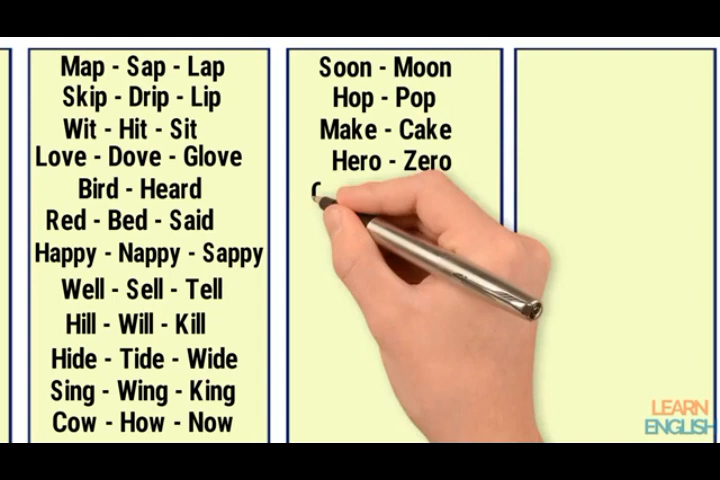 Map - Sap - Lap
Skip - Drip - Lip
Wit - Hit - Sit
Love - Dove - Glove
Bird - Heard
Red - Bed - Said
Happy - Nappy - Sappy
Well - Sell - Tell
Hill - Will - Kill
Hide - Tide - Wide
Sing - Wing - King
Cow - How - Now
Soon - Moon
Hop - Pop
Make - Cake
Hero - Zero
LEARN
ENGLISH